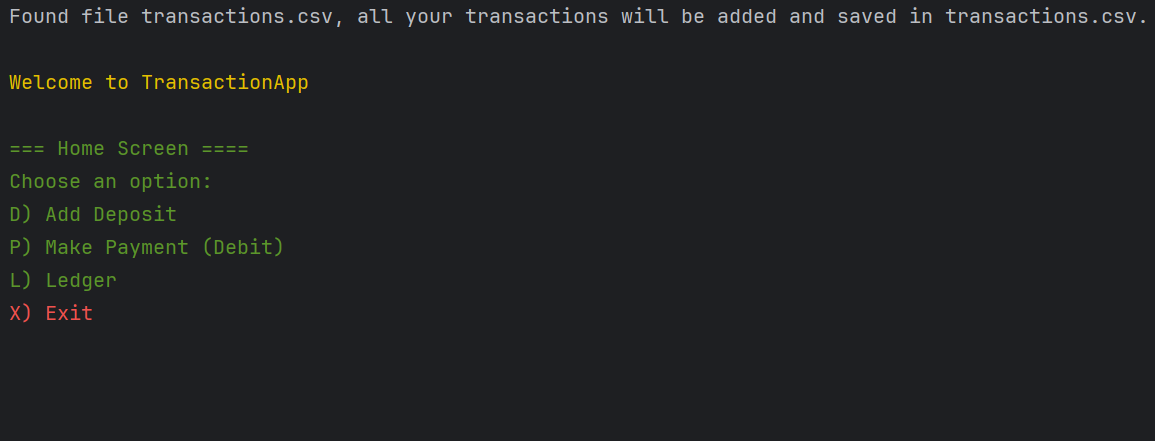 Found file transactions.csv, all your transactions will be added and saved in transactions.csv.
Welcome to TransactionApp
=== Home Screen ====
Choose an option:
D) Add Deposit
P) Make Payment (Debit)
L) Ledger
X) Exit